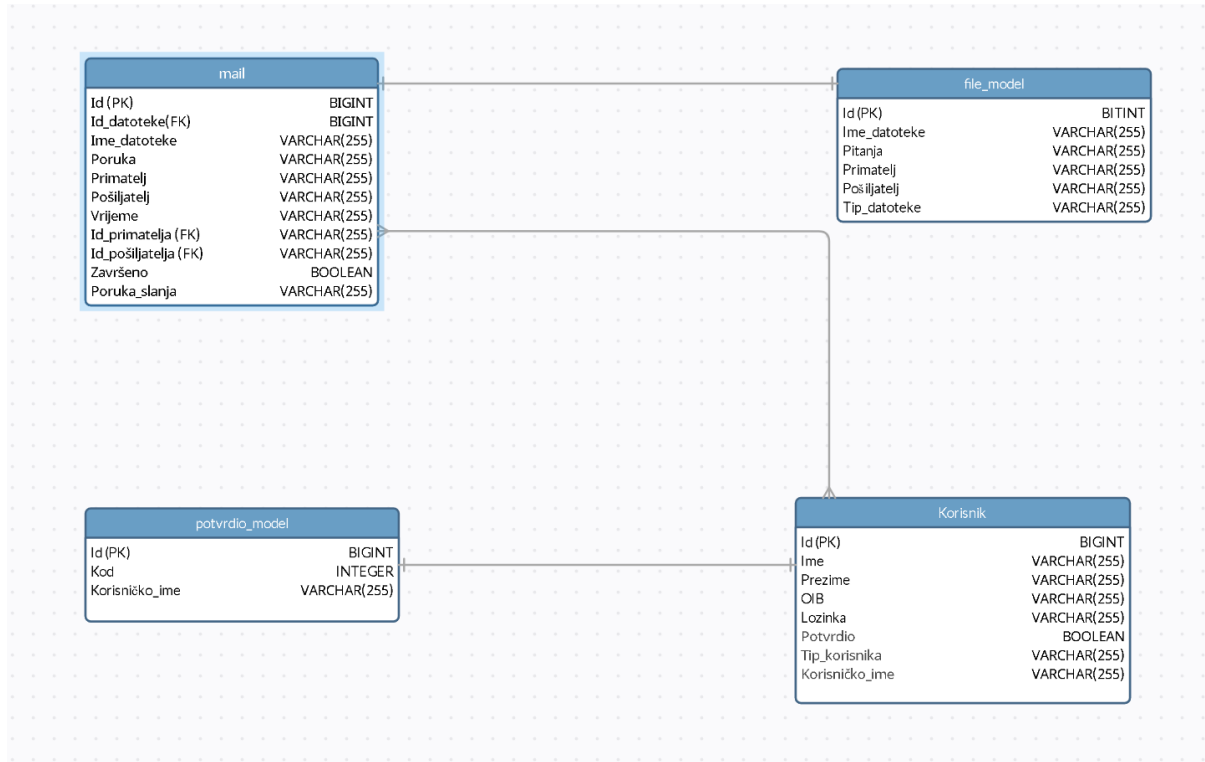 mail
Id (PK) BIGINT
Id_datoteke(FK) BIGINT
Ime_datoteke VARCHAR(255)
Poruka VARCHAR(255)
Primatelj VARCHAR(255)
Pošiljatelj VARCHAR(255)
Vrijeme VARCHAR(255)
Id_primatelja (FK) VARCHAR(255)
Id_pošiljatelja (FK) VARCHAR(255)
Završeno BOOLEAN
Poruka_slanja VARCHAR(255)
file_model
Id (PK) BITINT
Ime_datoteke VARCHAR(255)
Pitanja VARCHAR(255)
Primatelj VARCHAR(255)
Pošiljatelj VARCHAR(255)
Tip_datoteke VARCHAR(255)
potvrdio_model
Id (PK) BIGINT
Kod INTEGER
Korisničko_ime VARCHAR(255)
Korisnik
Id (PK) BIGINT
Ime VARCHAR(255)
Prezime VARCHAR(255)
OIB VARCHAR(255)
Lozinka VARCHAR(255)
Potvrdio BOOLEAN
Tip_korisnika VARCHAR(255)
Korisničko_ime VARCHAR(255)